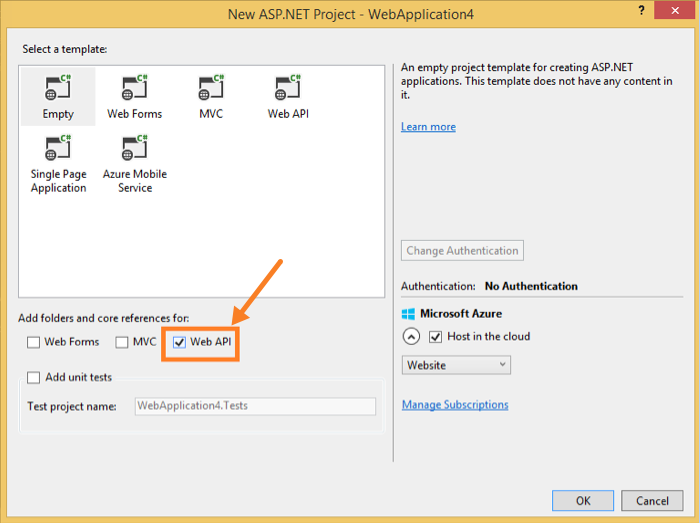 New ASP.NET Project - WebApplication4
?
x
Select a template:
C#
Empty
C#
Web Forms
C#
MVC
C#
Web API
C#
Single Page
Application
C#
Azure Mobile
Service
An empty project template for creating ASP.NET
applications. This template does not have any content in
it.
Learn more
Change Authentication
Authentication: No Authentication
Microsoft Azure
Host in the cloud
Website
Manage Subscriptions
Add folders and core references for:
Web Forms MVC Web API
Add unit tests
Test project name: WebApplication4.Tests
OK Cancel